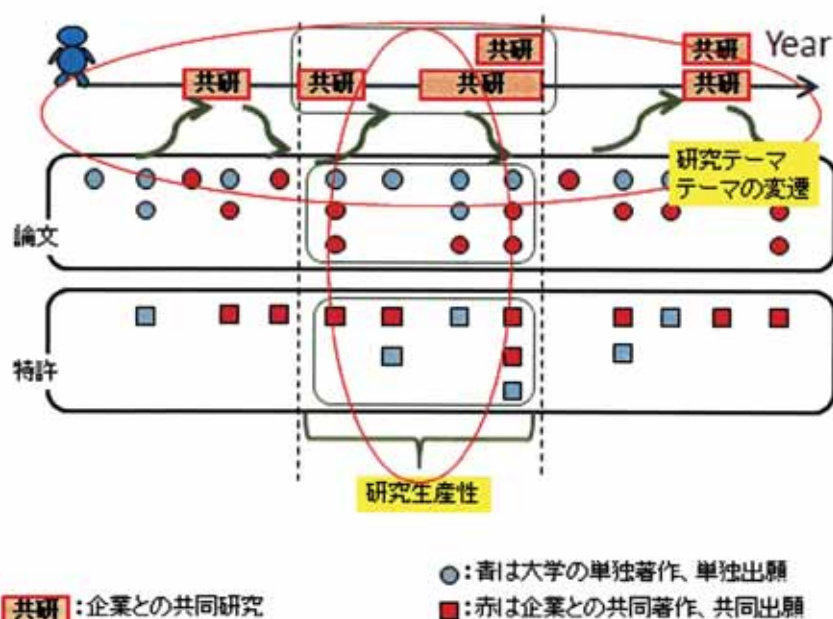 共研
共研
Year
共研
共研
共研
共研
研究テーマ
テーマの変遷
論文
特許
研究生産性
:青は大学の単独著作、単独出願
共研:企業との共同研究
:赤は企業との共同著作、共同出願